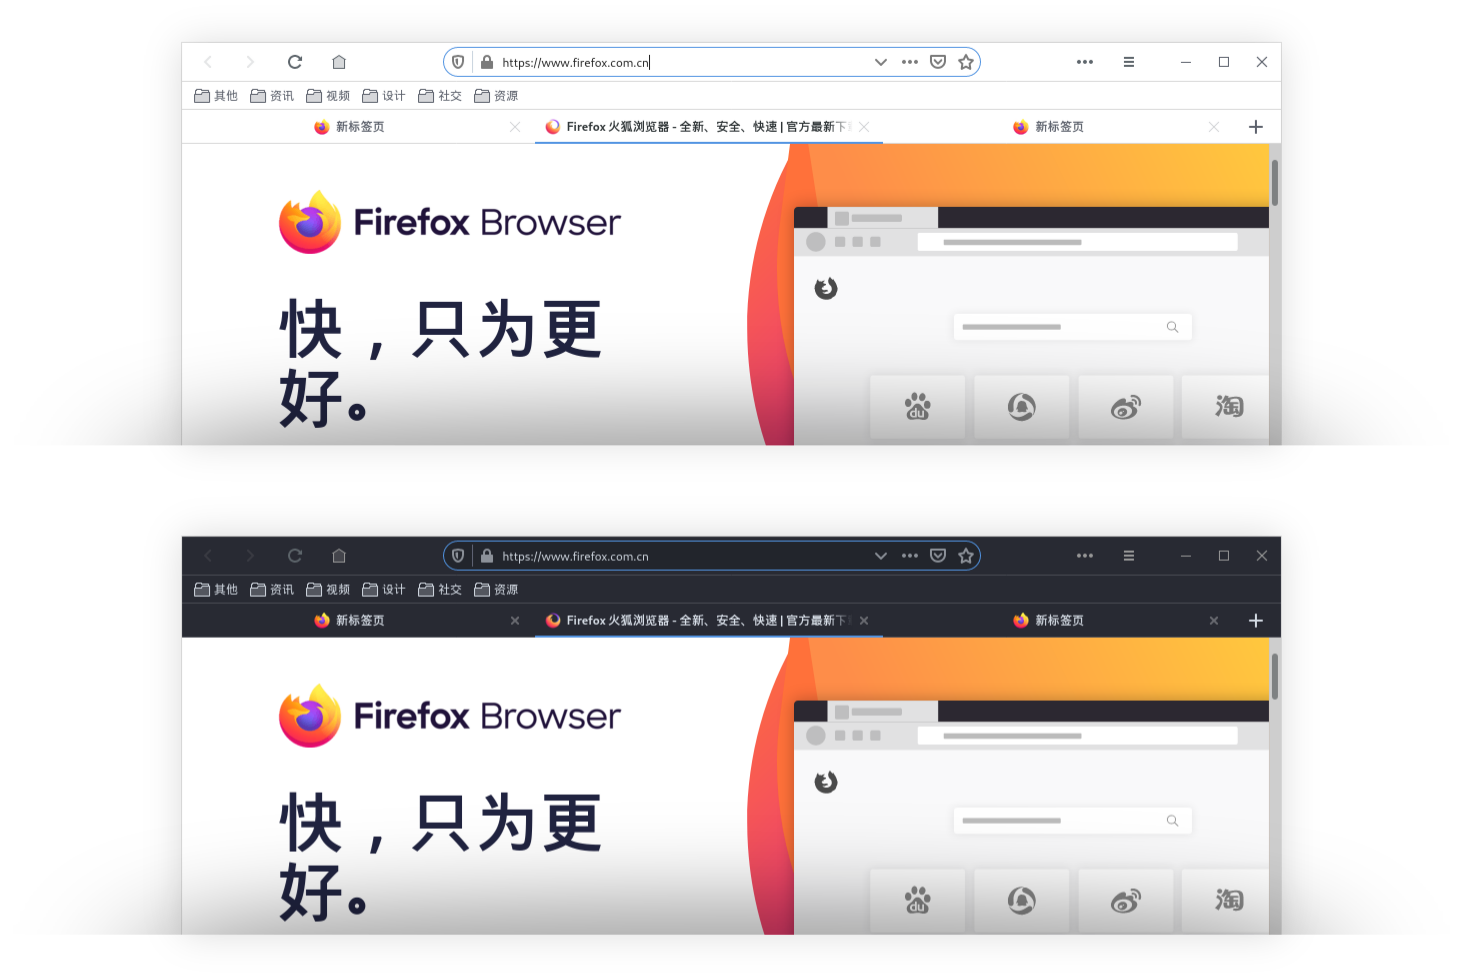 https://www.firefox.com.cn
其他 资讯 视频 设计 社交 资源
新标签页 Firefox 火狐浏览器 - 全新、安全、快速 | 官方最新下 新标签页
Firefox Browser
快，只为更
好。
du 淘
https://www.firefox.com.cn
其他 资讯 视频 设计 社交 资源
新标签页 Firefox 火狐浏览器 - 全新、安全、快速 | 官方最新下 新标签页
Firefox Browser
快，只为更
好。
du 淘